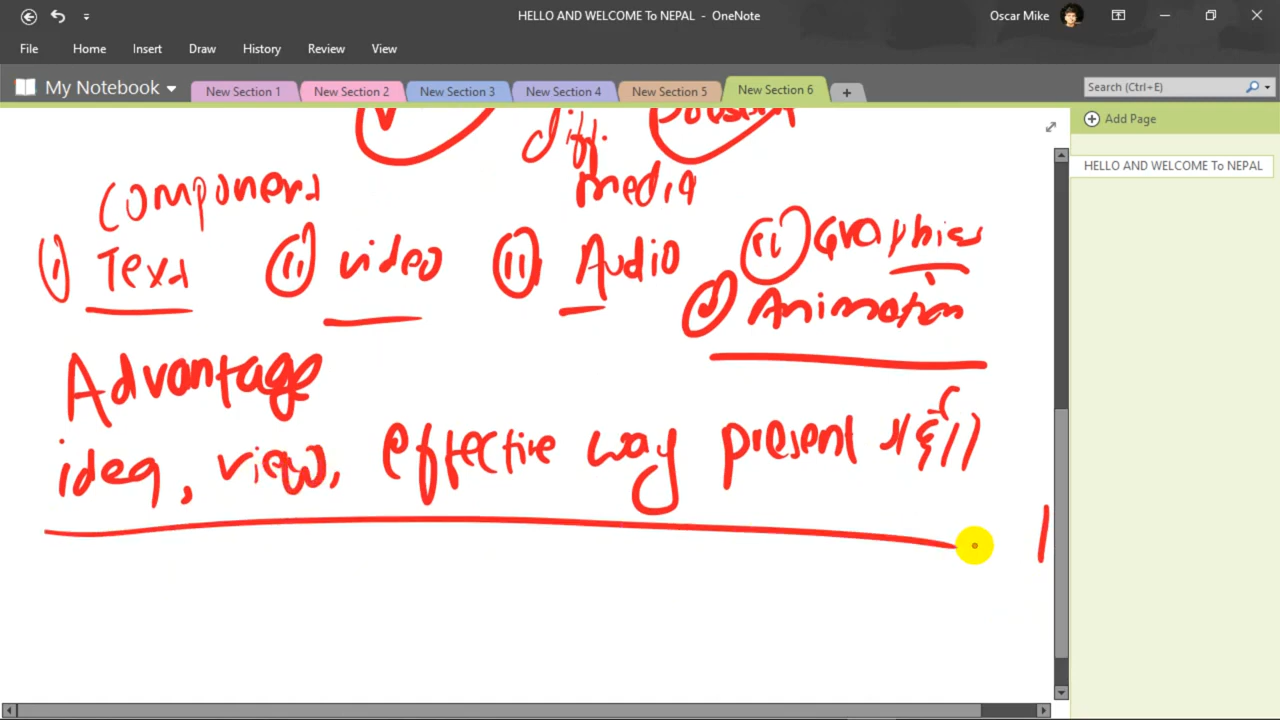 HELLO AND WELCOME To NEPAL - OneNote
Oscar Mike
File Home Insert Draw History Review View
My Notebook
New Section 1 New Section 2 New Section 3 New Section 4 New Section 5 New Section 6
Search (Ctrl+E)
Add Page
HELLO AND WELCOME To NEPAL
diff.
media
Component
(i) Text (ii) video (iii) Audio (iv) Graphics
(v) Animation
Advantage
idea, view, effective way present